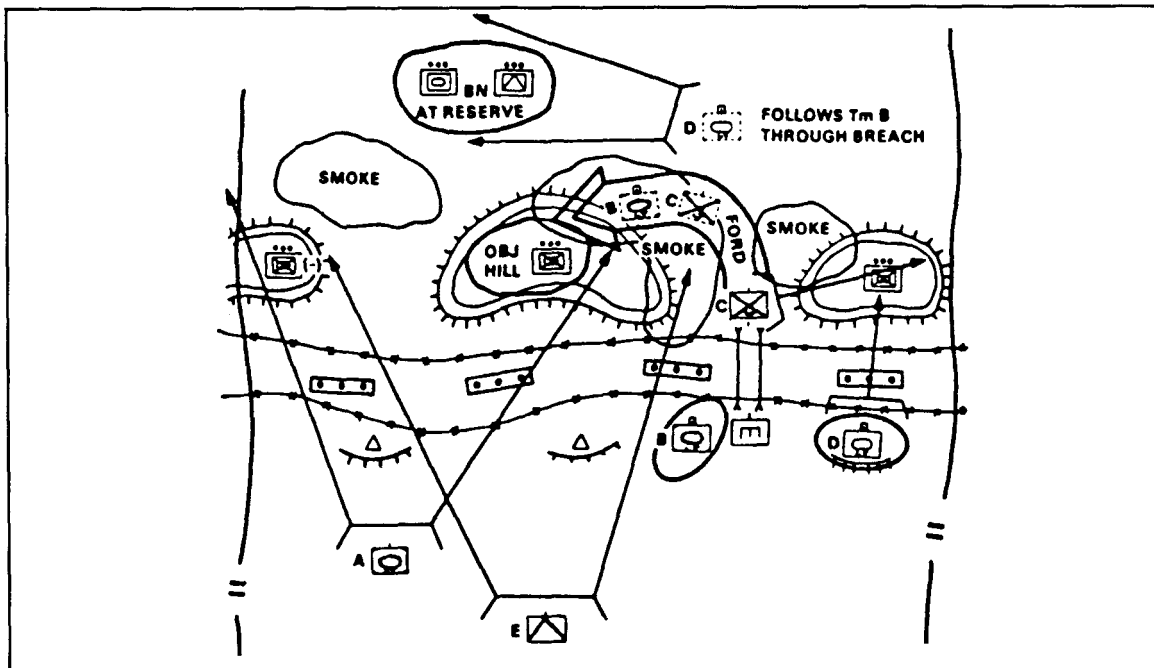 BN
AT RESERVE
D
FOLLOWS Tm B
THROUGH BREACH
SMOKE
B
C
FORD
SMOKE
OBJ
HILL
SMOKE
(-)
C
B
E
D
A
E